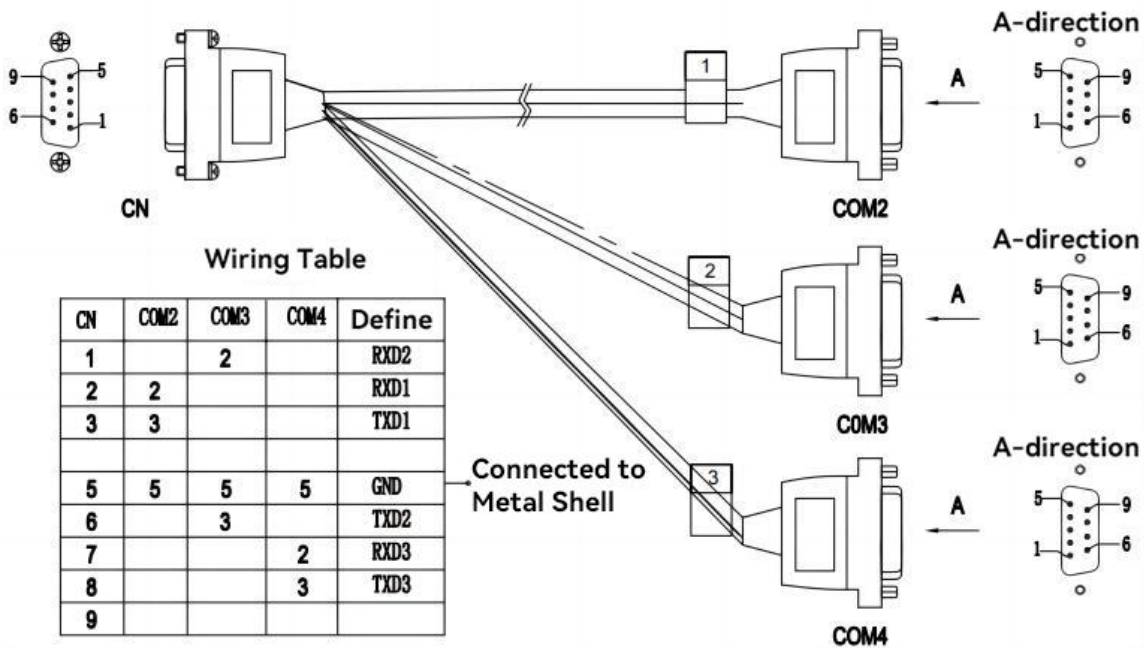 A-direction
9 5
6 1
CN
1
A
5 9
1 6
COM2
A-direction
2
A
5 9
1 6
C0M3
A-direction
3
A
5 9
1 6
COM4
Wiring Table
CN COM2 COM3 COM4 Define
1 2 RXD2
2 2 RXD1
3 3 TXD1
5 5 5 5 GND
6 3 TXD2
7 2 RXD3
8 3 TXD3
9
Connected to
Metal Shell